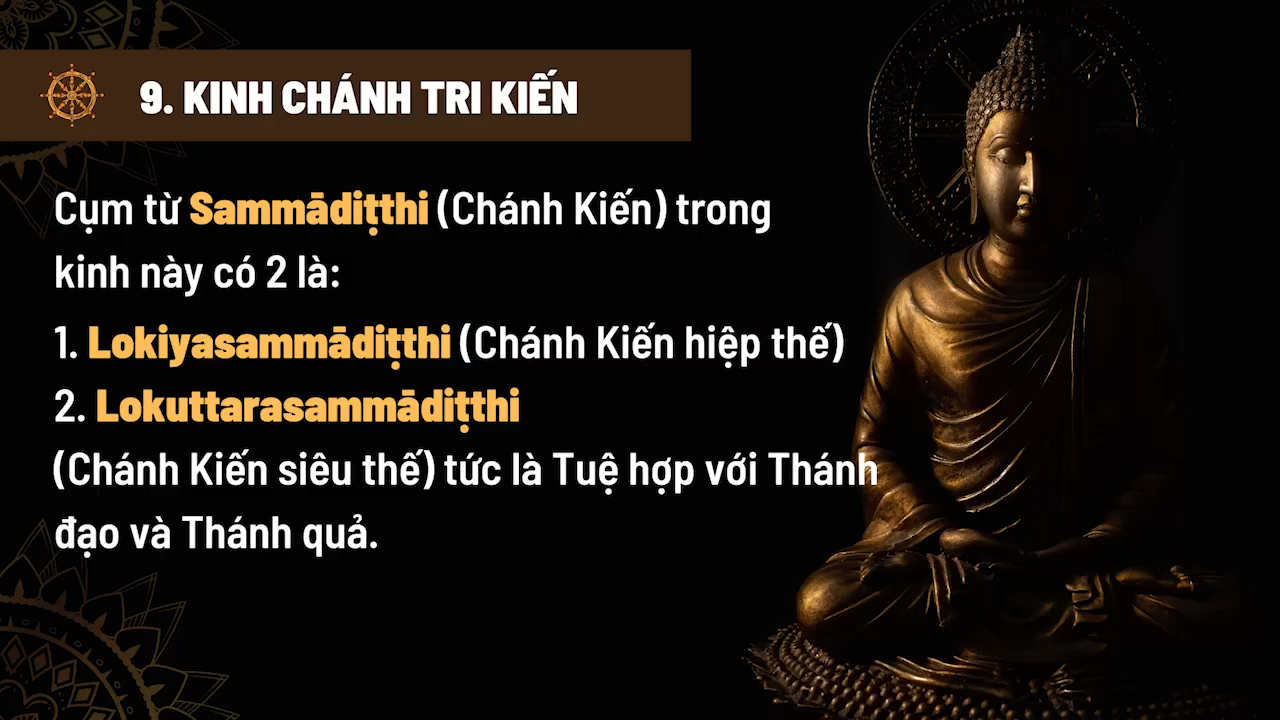 9. KINH CHÁNH TRI KIẾN
Cụm từ Sammādiṭṭhi (Chánh Kiến) trong
kinh này có 2 là:
1. Lokiyasammādiṭṭhi (Chánh Kiến hiệp thế)
2. Lokuttarasammādiṭṭhi
(Chánh Kiến siêu thế) tức là Tuệ hợp với Thánh
đạo và Thánh quả.